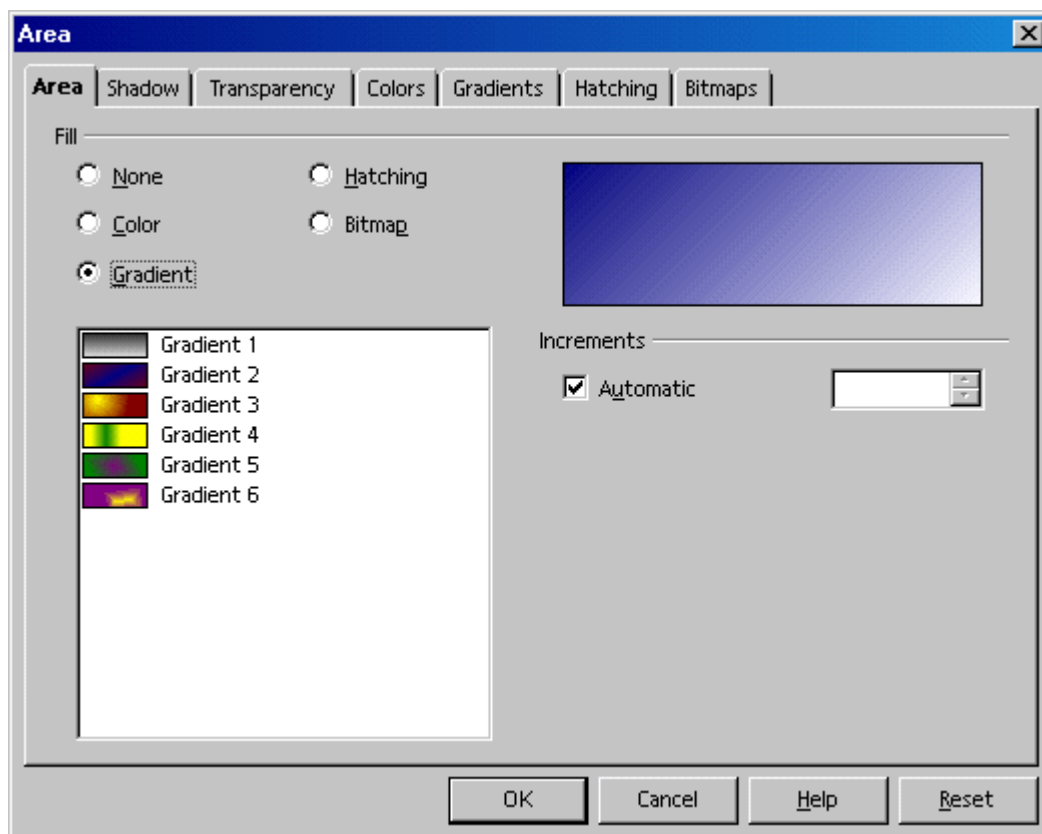 Area
Area Shadow Transparency Colors Gradients Hatching Bitmaps
Fill
None Hatching
Color Bitmap
Gradient
Gradient 1
Gradient 2
Gradient 3
Gradient 4
Gradient 5
Gradient 6
Increments
Automatic
OK Cancel Help Reset